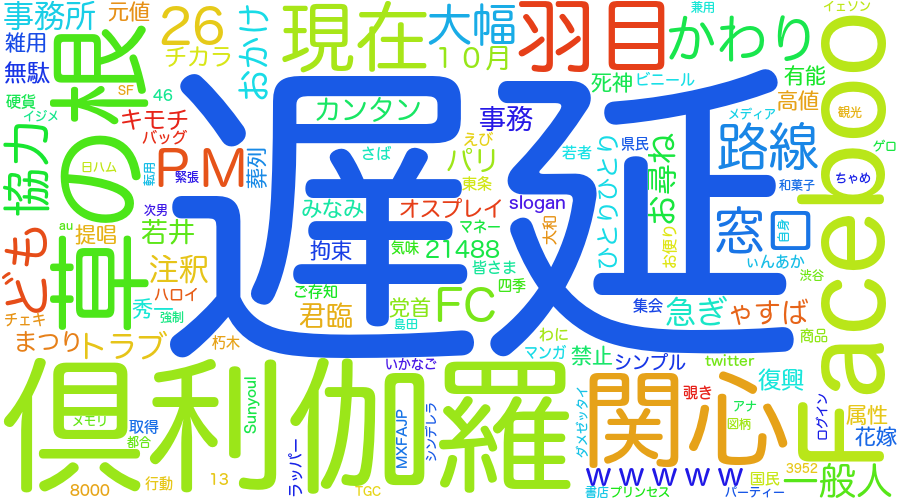 事務所
元値
26
チカラ
おかけ
現在
大幅
10月
羽目
かわり
兼用
イェソン
facebook
雑用
無駄
硬貨
SF
46
イジメ
キモチ
バッグ
草の根
協力
PM
葬列
日ハム
転用
緊張
カンタン
事務
死神
ビニール
有能
高値
メディア
観光
ゲロ
路線
さば
えび
パリ
東条
若者
ひとりひとり
県民
お尋ね
和菓子
ちゃめ
遅延
みなみ
オスプレイ
slogan
マネー
大和
次男
au
提唱
若井
拘束
気味
21488
皆さま
お便り
窓口
自身
ぃんあか
渋谷
ども
注釈
ハロイ
ご存知
四季
秀一
強制
チェキ
君臨
党首
FC
島田
集会
急ぎ
ゃすば
商品
まつり
トラブ
朽木
いかなご
わに
マンガ
禁止
シンプル
twitter
復興
倶利伽羅
Sunyoul
関心
覗き
アナ
図柄
ダメゼッタイ
ログイン
属性
花嫁
メモリ
取得
都合
ラッパー
MXFAJP
シンデレラ
8000
行動
13
TGC
wwwww
国民
3952
一般人
書店
プリンセス
パーティー